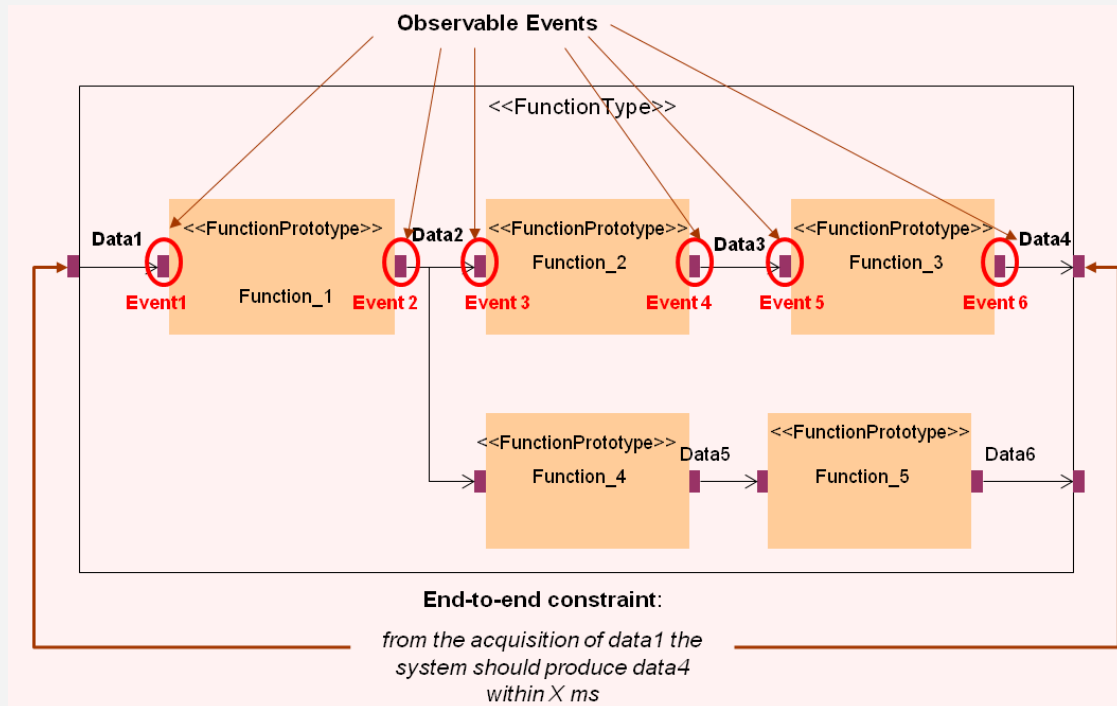 Observable Events
<<FunctionType>>
Data1
<<FunctionPrototype>>
Function_1
Event1
Event 2
Data2
<<FunctionPrototype>>
Function_2
Event 3
Event 4
Data3
<<FunctionPrototype>>
Function_3
Event 5
Event 6
Data4
<<FunctionPrototype>>
Function_4
Data5
<<FunctionPrototype>>
Function_5
Data6
End-to-end constraint:
from the acquisition of data1 the
system should produce data4
within X ms